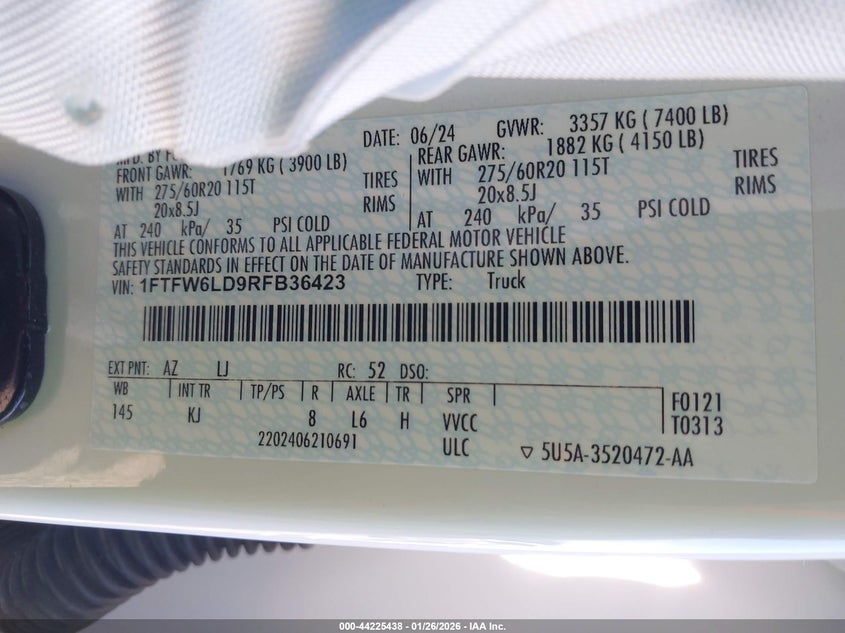 DATE: 06/24 GVWR: 3357 KG ( 7400 LB)
MFD. BY
FRONT GAWR: 1769 KG ( 3900 LB) REAR GAWR: 1882 KG ( 4150 LB)
WITH 275/60R20 115T TIRES WITH 275/60R20 115T TIRES
20x8.5J RIMS 20x8.5J RIMS
AT 240 kPa/ 35 PSI COLD AT 240 kPa/ 35 PSI COLD
THIS VEHICLE CONFORMS TO ALL APPLICABLE FEDERAL MOTOR VEHICLE
SAFETY STANDARDS IN EFFECT ON THE DATE OF MANUFACTURE SHOWN ABOVE.
VIN: 1FTFW6LD9RFB36423 TYPE: Truck
EXT PNT: AZ LJ RC: 52 DSO:
WB INT TR TP/PS R AXLE TR SPR F0121
145 KJ 8 L6 H VVCC T0313
2202406210691 ULC ▽ 5U5A-3520472-AA
000-44225438 - 01/26/2026 - IAA Inc.